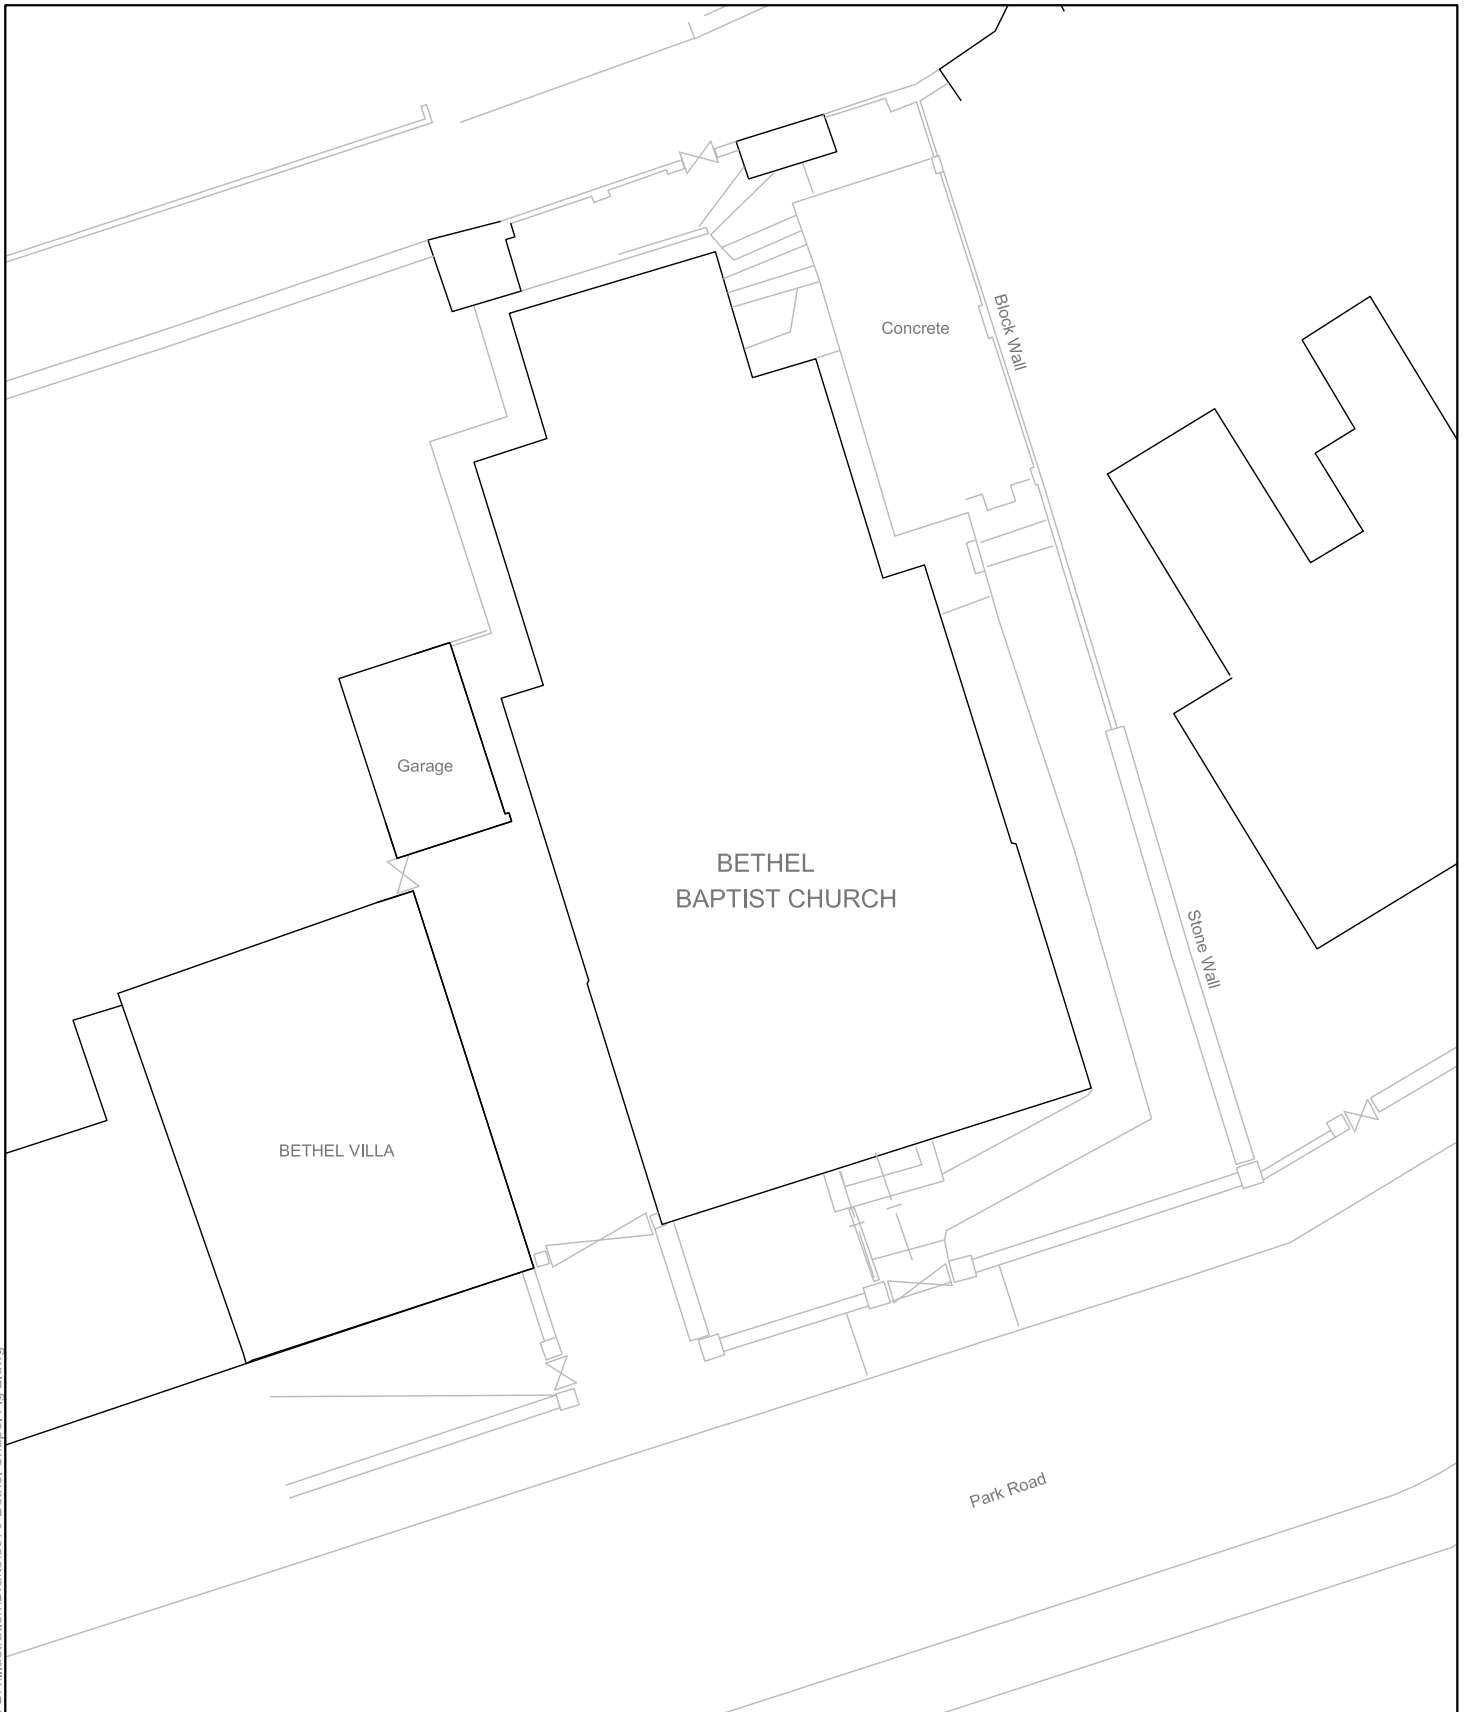 Concrete
Block Wall
Garage
BETHEL
BAPTIST CHURCH
Stone Wall
BETHEL VILLA
Park Road